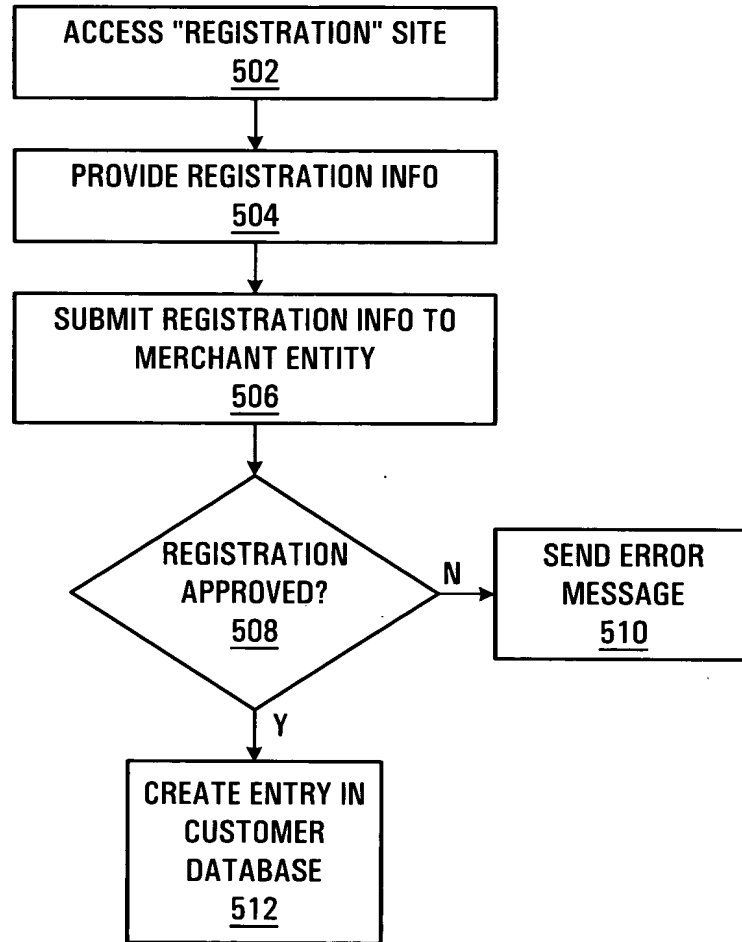 ACCESS "REGISTRATION" SITE
502
PROVIDE REGISTRATION INFO
504
SUBMIT REGISTRATION INFO TO
MERCHANT ENTITY
506
REGISTRATION
APPROVED?
508
N
SEND ERROR
MESSAGE
510
Y
CREATE ENTRY IN
CUSTOMER
DATABASE
512